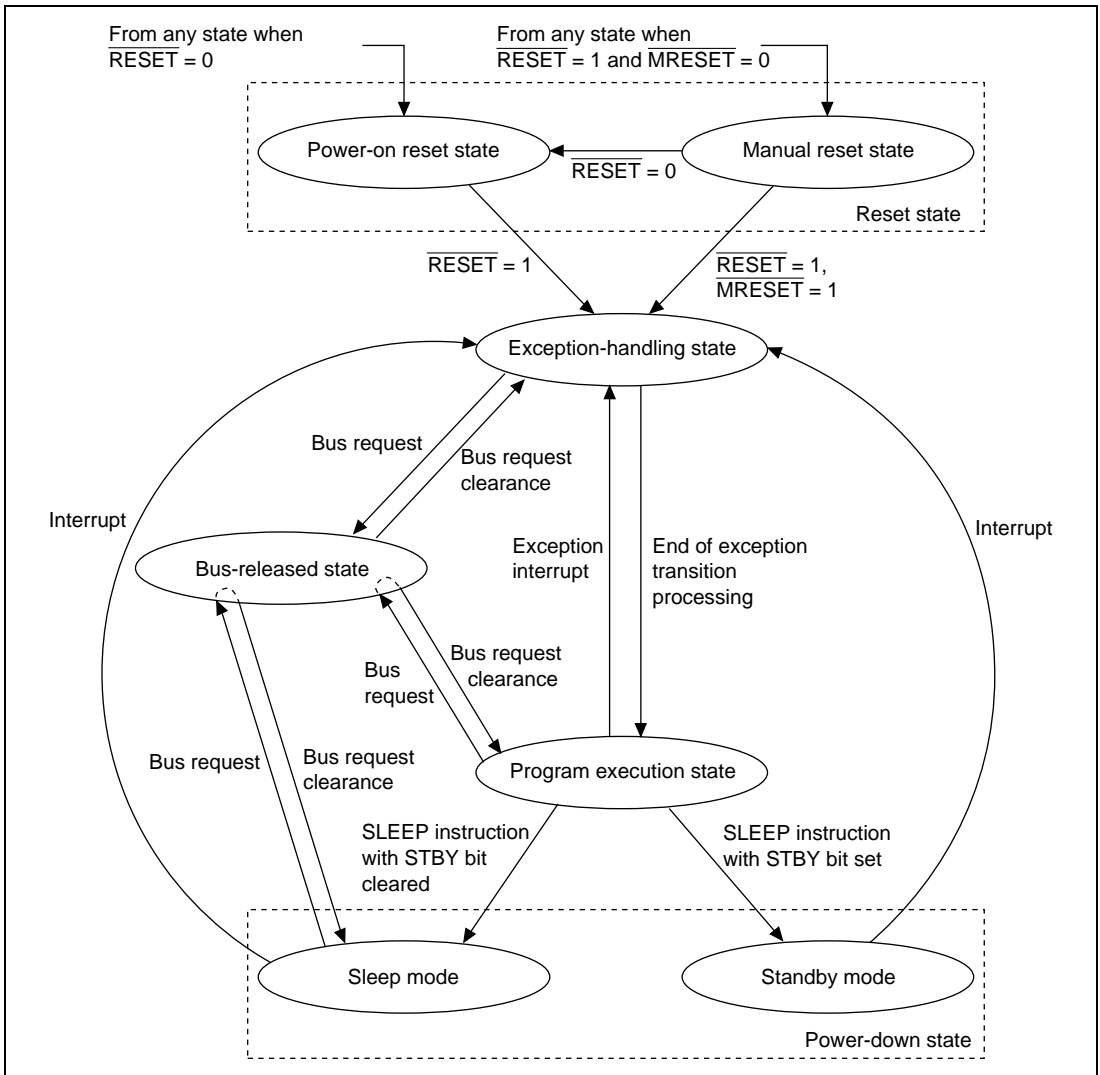 From any state when
RESET = 0
From any state when
RESET = 1 and MRESET = 0
Power-on reset state
Manual reset state
RESET = 0
Reset state
RESET = 1
RESET = 1,
MRESET = 1
Exception-handling state
Bus request
Bus request
clearance
Interrupt
Interrupt
Exception
interrupt
End of exception
transition
processing
Bus-released state
Bus
request
Bus request
clearance
Bus request
Bus request
clearance
Program execution state
SLEEP instruction
with STBY bit
cleared
SLEEP instruction
with STBY bit set
Sleep mode
Standby mode
Power-down state